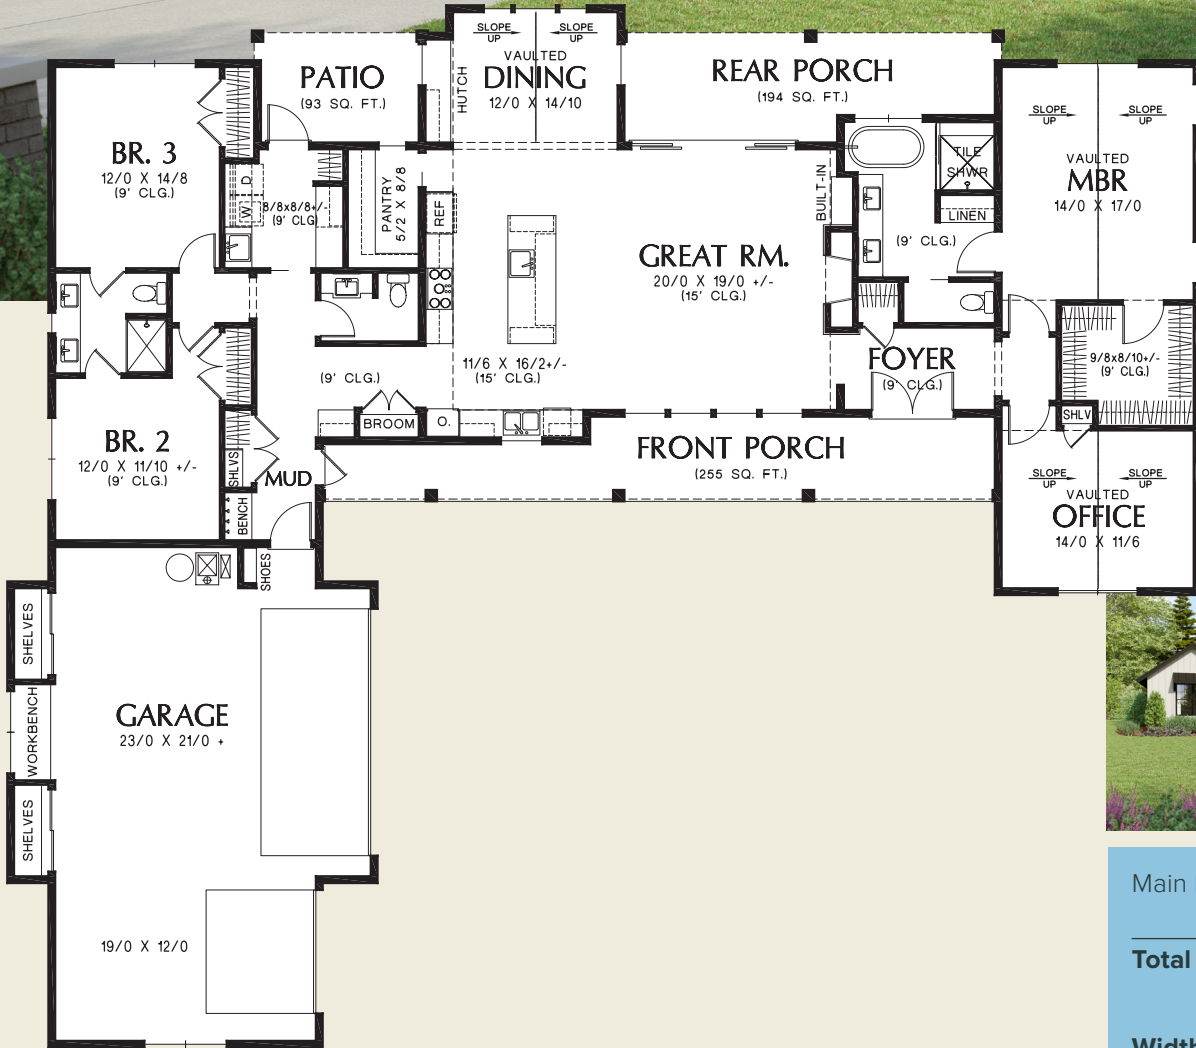 SLOPE
UP
SLOPE
UP
VAULTED
DINING
12/0 X 14/10
HUTCH
PATIO
(93 SQ. FT.)
REAR PORCH
(194 SQ. FT.)
BR. 3
12/0 X 14/8
(9' CLG.)
D
W
8/8x8/8+/-
(9' CLG)
PANTRY
5/2 X 8/8
REF
BUILT-IN
TILE
SHWR
LINEN
(9' CLG.)
SLOPE
UP
SLOPE
UP
VAULTED
MBR
14/0 X 17/0
GREAT RM.
20/0 X 19/0 +/-
(15' CLG.)
11/6 X 16/2+/-
(15' CLG.)
FOYER
(9' CLG.)
9/8x8/10+/-
(9' CLG.)
SHLV
(9' CLG.)
BROOM
O.
BR. 2
12/0 X 11/10 +/-
(9' CLG.)
SHLVS
MUD
BENCH
FRONT PORCH
(255 SQ. FT.)
SLOPE
UP
SLOPE
UP
VAULTED
OFFICE
14/0 X 11/6
SHOES
SHELVES
WORKBENCH
SHELVES
GARAGE
23/0 X 21/0 +
19/0 X 12/0
Main
Total
Width